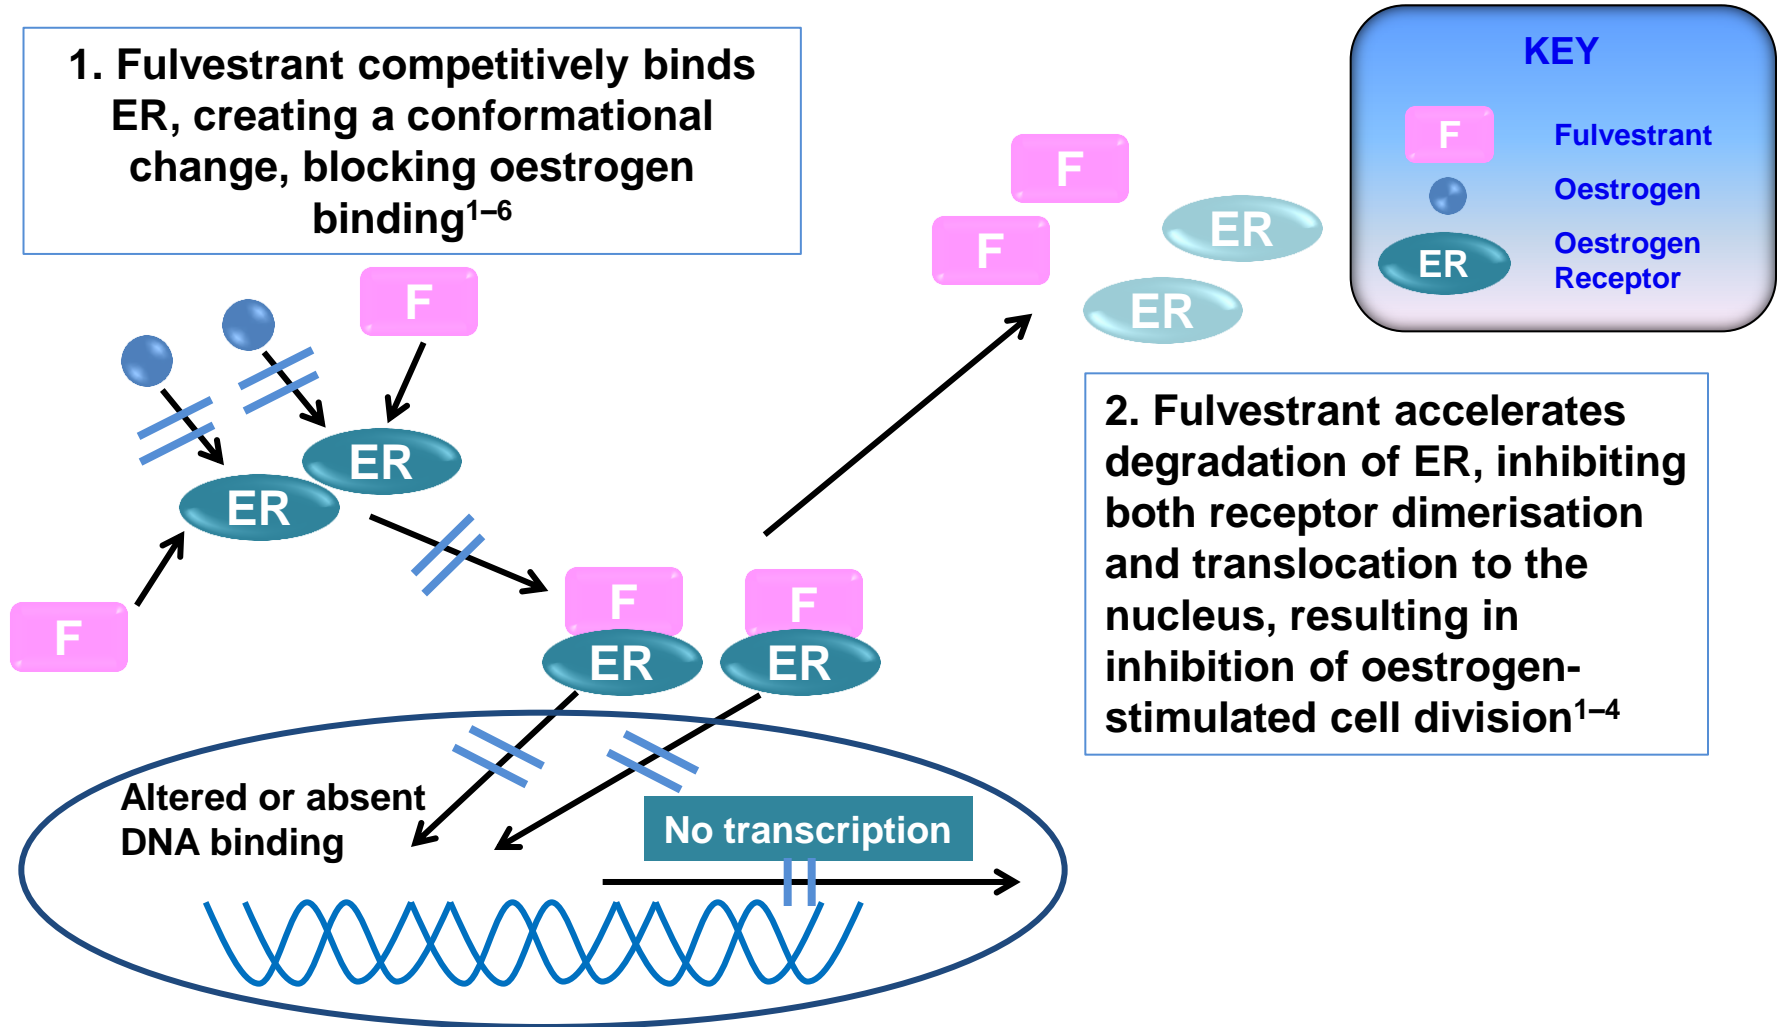 1. Fulvestrant competitively binds
ER, creating a conformational
change, blocking oestrogen
binding¹⁻⁶
KEY
F
Fulvestrant
Oestrogen
ER
Oestrogen
Receptor
F
F
ER
ER
F
ER
ER
F
F
ER
F
ER
2. Fulvestrant accelerates
degradation of ER, inhibiting
both receptor dimerisation
and translocation to the
nucleus, resulting in
inhibition of oestrogen-
stimulated cell division¹⁻⁴
Altered or absent
DNA binding
No transcription